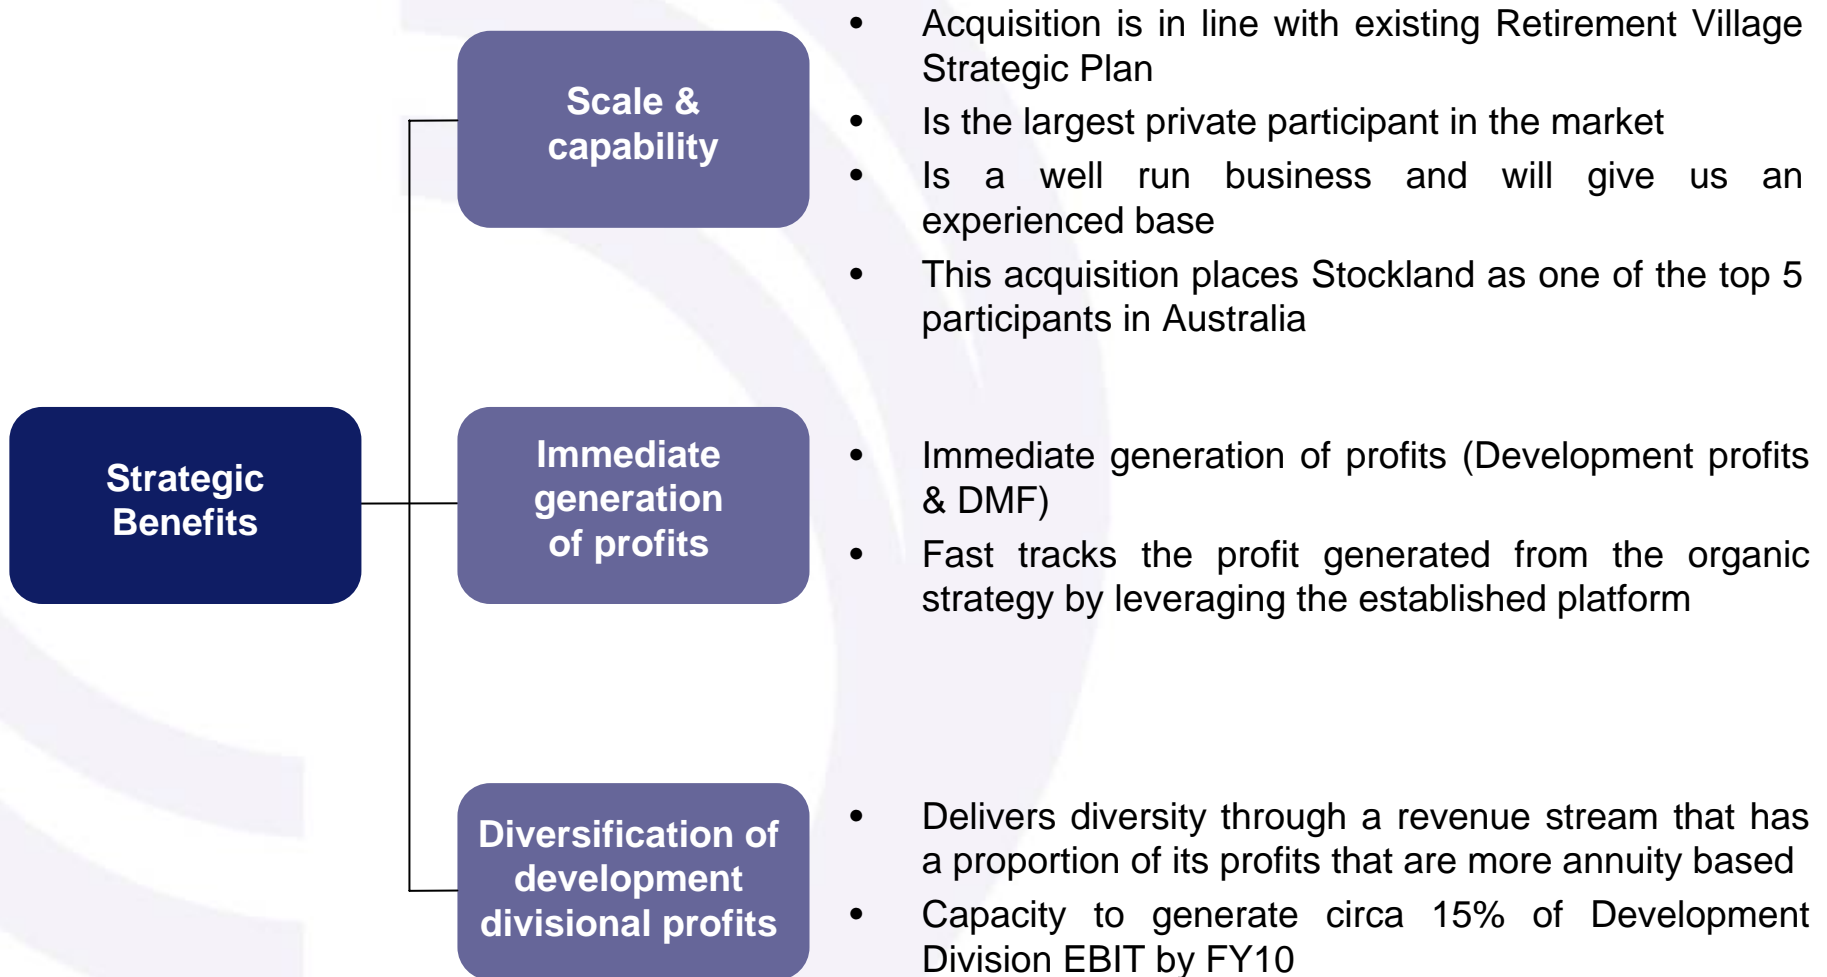 Strategic
Benefits
Scale &
capability
• Acquisition is in line with existing Retirement Village
Strategic Plan
• Is the largest private participant in the market
• Is a well run business and will give us an
experienced base
• This acquisition places Stockland as one of the top 5
participants in Australia
Immediate
generation
of profits
• Immediate generation of profits (Development profits
& DMF)
• Fast tracks the profit generated from the organic
strategy by leveraging the established platform
Diversification of
development
divisional profits
• Delivers diversity through a revenue stream that has
a proportion of its profits that are more annuity based
• Capacity to generate circa 15% of Development
Division EBIT by FY10